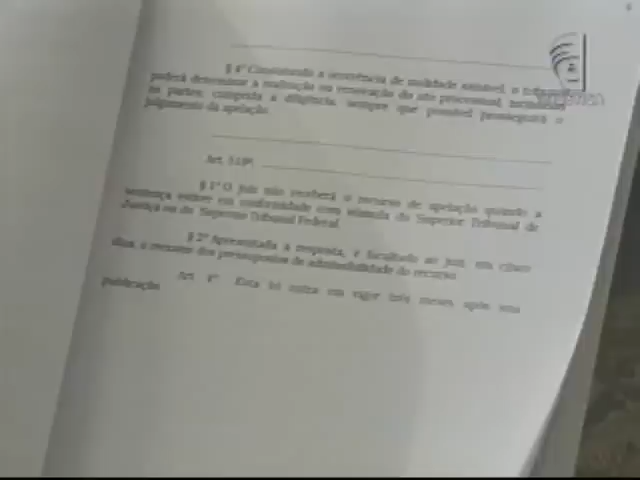 § 4º Constatando a ocorrência de nulidade sanável, o
poderá determinar a realização ou renovação do ato processual,
as partes; cumprida a diligência, sempre que possível prosseguirá o
julgamento da apelação.
Art. 518.
§ 1º O juiz não receberá o recurso de apelação quando a
sentença estiver em conformidade com súmula do Superior Tribunal de
Justiça ou do Supremo Tribunal Federal.
§ 2º Apresentada a resposta, é facultado ao juiz, em cinco
dias, o reexame dos pressupostos de admissibilidade do recurso.
Art. 4º Esta lei entra em vigor três meses após sua
publicação